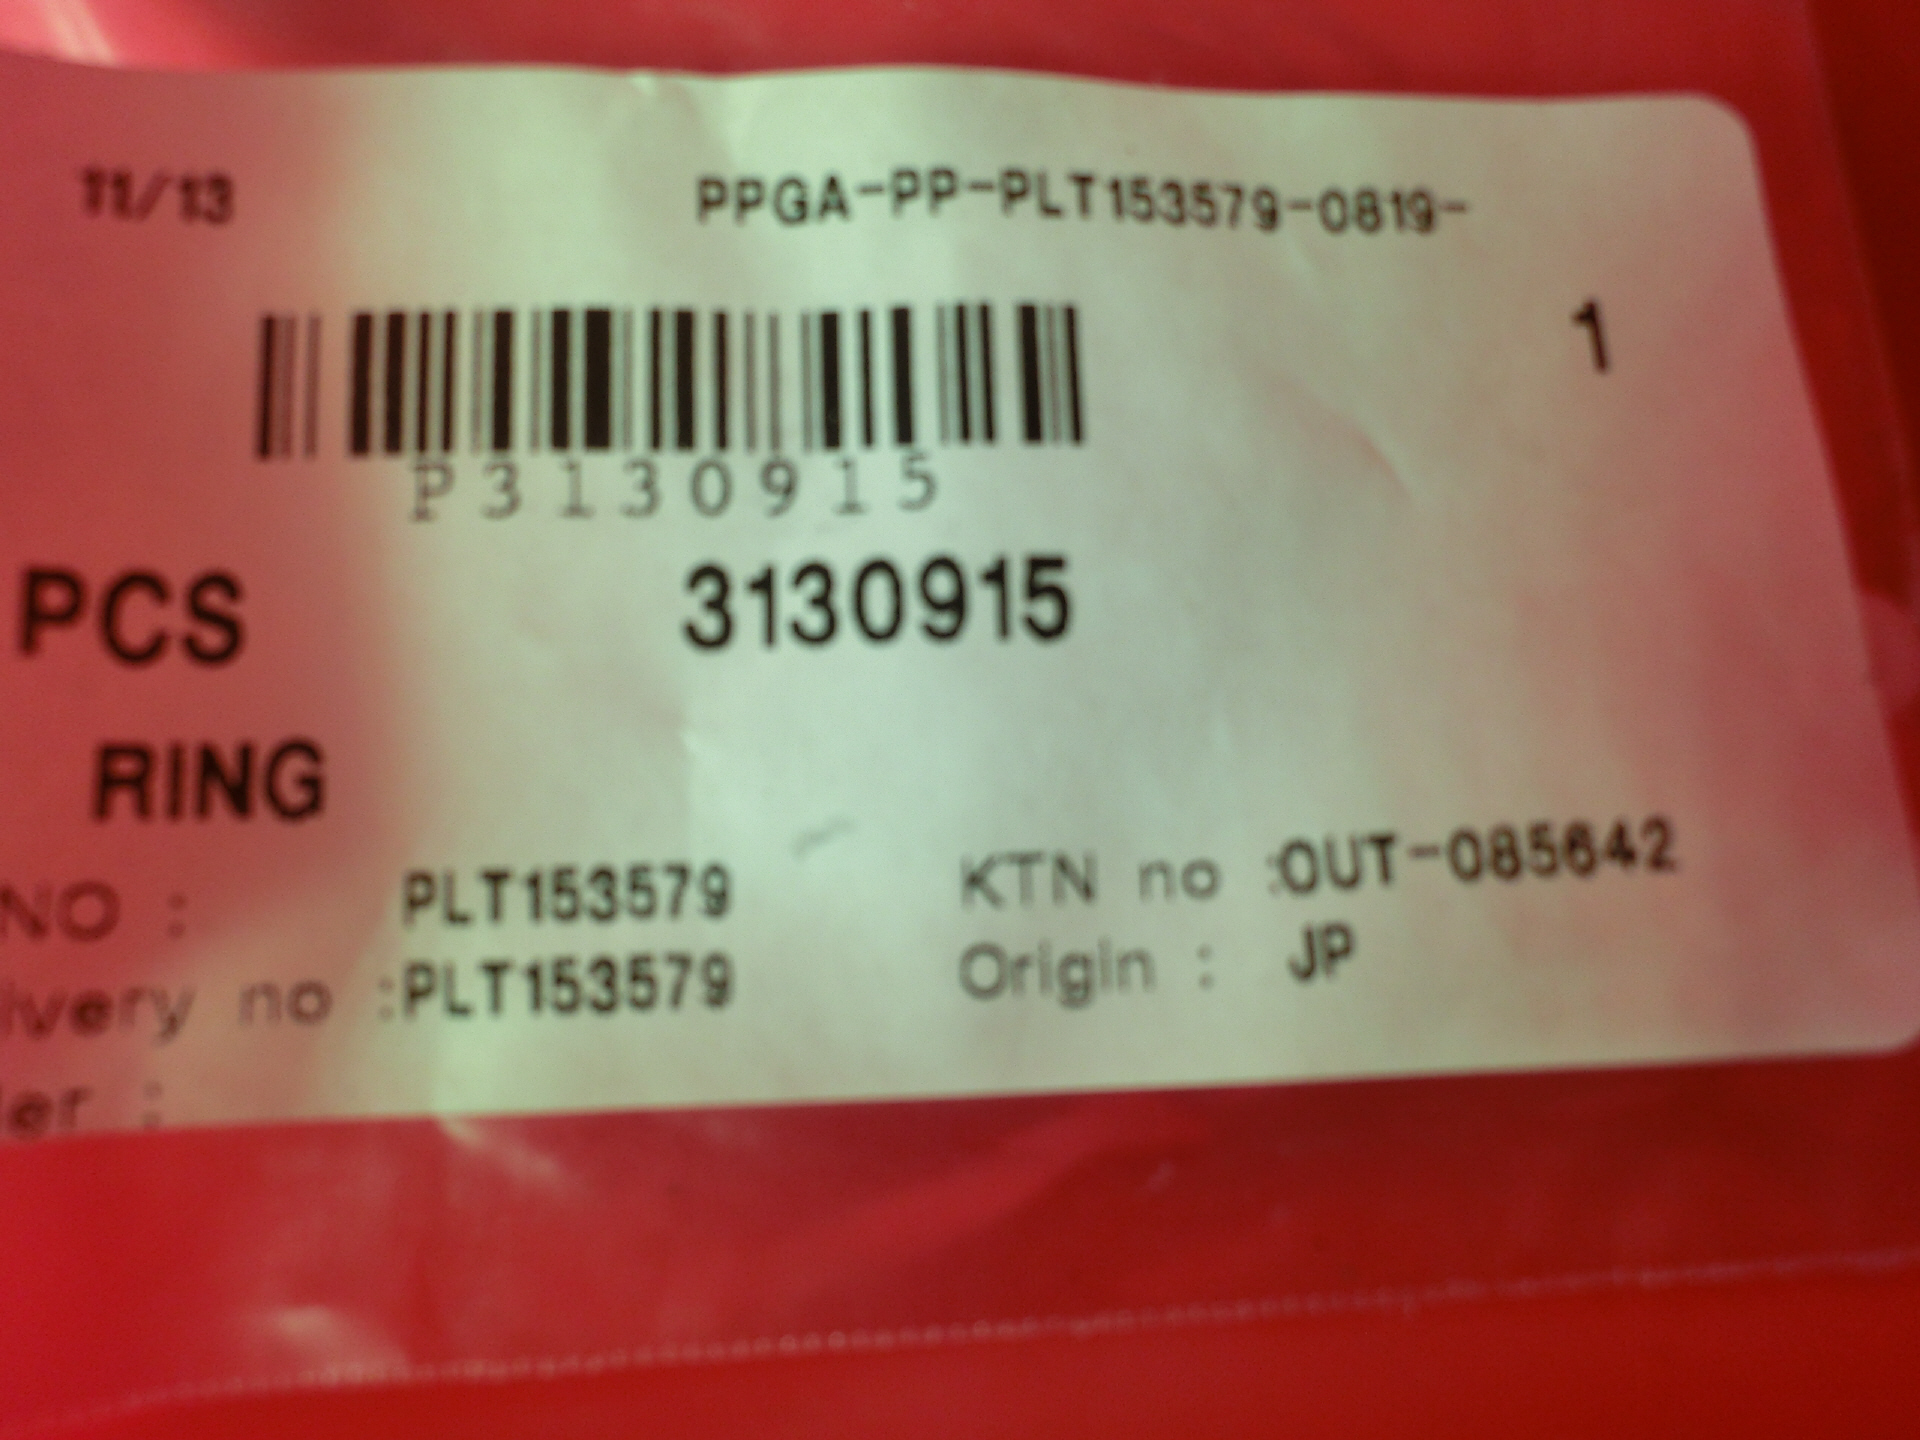 11/13 PPGA-PP-PLT153579-0819-
1
P3130915
PCS 3130915
RING
NO : PLT153579 KTN no :OUT-085642
ivery no :PLT153579 Origin : JP
er :